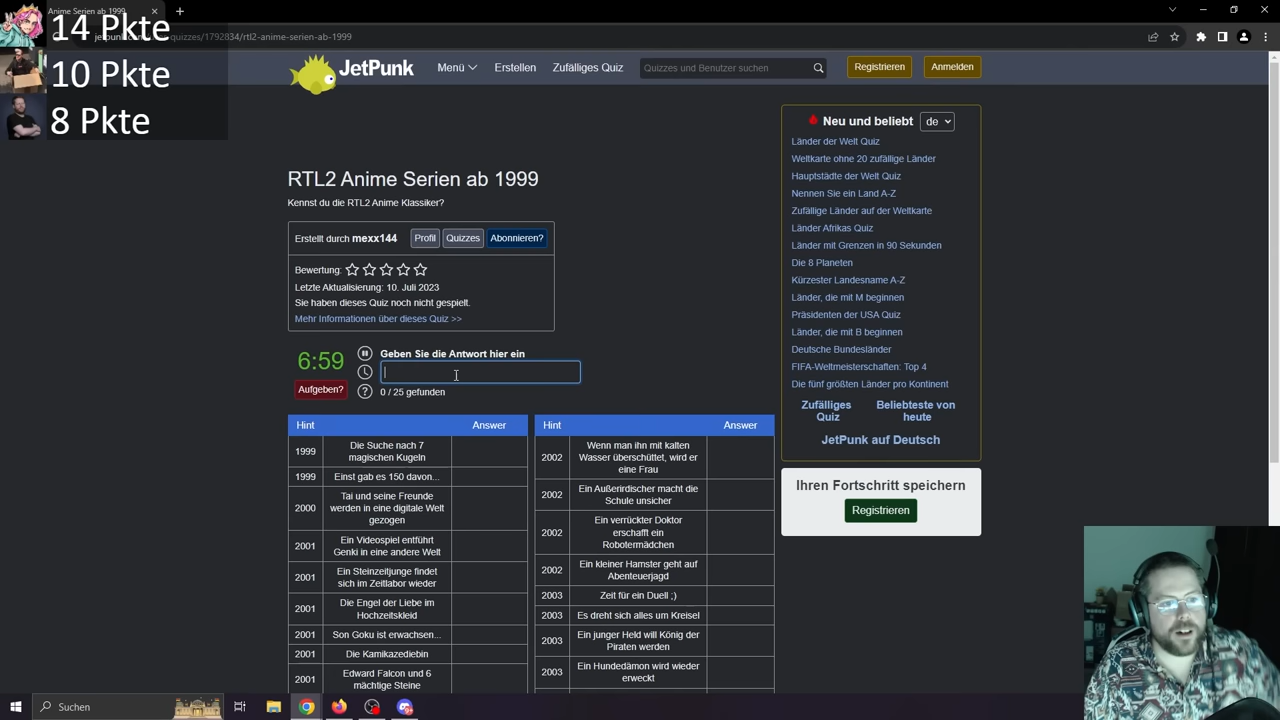 Anime Serien ab 1999
14 Pkte
10 Pkte
8 Pkte
quizzes/1792834/rtl2-anime-serien-ab-1999
JetPunk
Menü
Erstellen
Zufälliges Quiz
Quizzes und Benutzer suchen
Registrieren
Anmelden
RTL2 Anime Serien ab 1999
Kennst du die RTL2 Anime Klassiker?
Erstellt durch mexx144
Profil
Quizzes
Abonnieren?
Bewertung:
Letzte Aktualisierung: 10. Juli 2023
Sie haben dieses Quiz noch nicht gespielt.
Mehr Informationen über dieses Quiz >>
6:59
Geben Sie die Antwort hier ein
Aufgeben?
0 / 25 gefunden
Hint
Answer
1999
Die Suche nach 7
magischen Kugeln
1999
Einst gab es 150 davon...
2000
Tai und seine Freunde
werden in eine digitale Welt
gezogen
2001
Ein Videospiel entführt
Genki in eine andere Welt
2001
Ein Steinzeitjunge findet
sich im Zeitlabor wieder
2001
Die Engel der Liebe im
Hochzeitskleid
2001
Son Goku ist erwachsen...
2001
Die Kamikazediebin
2001
Edward Falcon und 6
mächtige Steine
Hint
Answer
2002
Wenn man ihn mit kalten
Wasser überschüttet, wird er
eine Frau
2002
Ein Außerirdischer macht die
Schule unsicher
2002
Ein verrückter Doktor
erschafft ein
Robotermädchen
2002
Ein kleiner Hamster geht auf
Abenteuerjagd
2003
Zeit für ein Duell ;)
2003
Es dreht sich alles um Kreisel
2003
Ein junger Held will König der
Piraten werden
2003
Ein Hundedämon wird wieder
erweckt
Neu und beliebt
de
Länder der Welt Quiz
Weltkarte ohne 20 zufällige Länder
Hauptstädte der Welt Quiz
Nennen Sie ein Land A-Z
Zufällige Länder auf der Weltkarte
Länder Afrikas Quiz
Länder mit Grenzen in 90 Sekunden
Die 8 Planeten
Kürzester Landesname A-Z
Länder, die mit M beginnen
Präsidenten der USA Quiz
Länder, die mit B beginnen
Deutsche Bundesländer
FIFA-Weltmeisterschaften: Top 4
Die fünf größten Länder pro Kontinent
Zufälliges
Quiz
Beliebteste von
heute
JetPunk auf Deutsch
Ihren Fortschritt speichern
Registrieren
Suchen